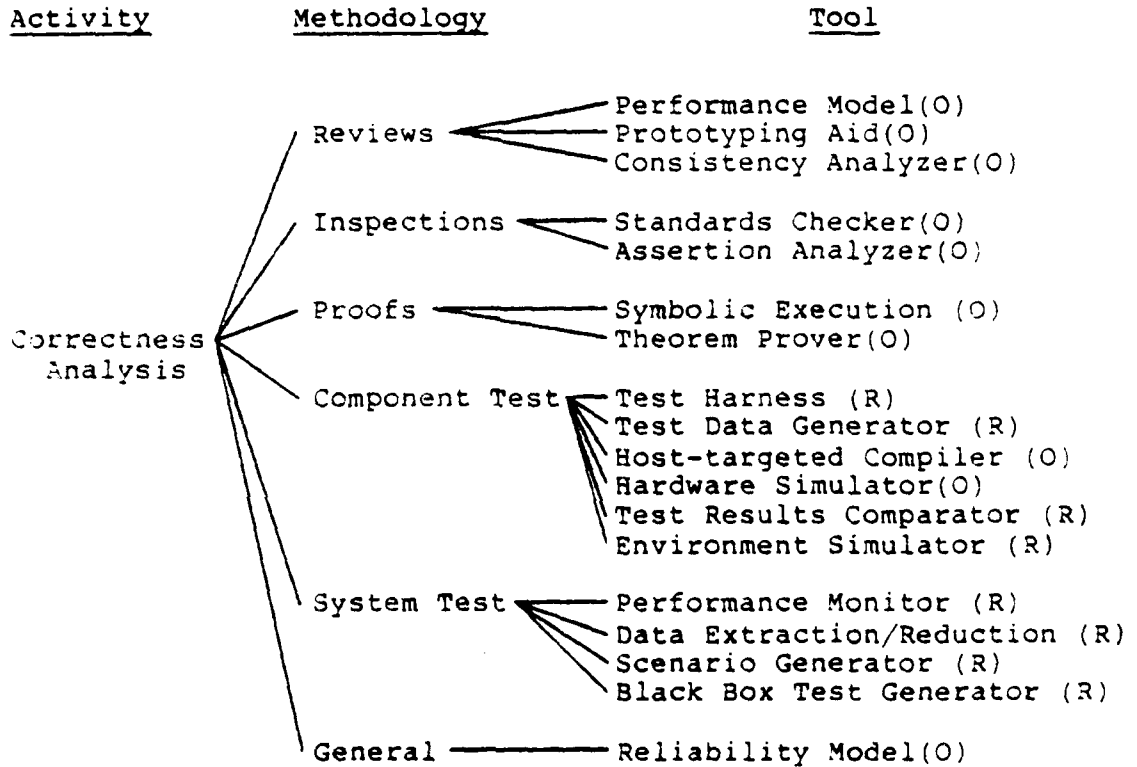 Activity Methodology Tool
Performance Model(O)
Reviews Prototyping Aid(O)
Consistency Analyzer(O)
Inspections Standards Checker(O)
Assertion Analyzer(O)
Proofs Symbolic Execution (O)
Correctness Theorem Prover(O)
Analysis
Component Test Test Harness (R)
Test Data Generator (R)
Host-targeted Compiler (O)
Hardware Simulator(O)
Test Results Comparator (R)
Environment Simulator (R)
System Test Performance Monitor (R)
Data Extraction/Reduction (R)
Scenario Generator (R)
Black Box Test Generator (R)
General Reliability Model(O)